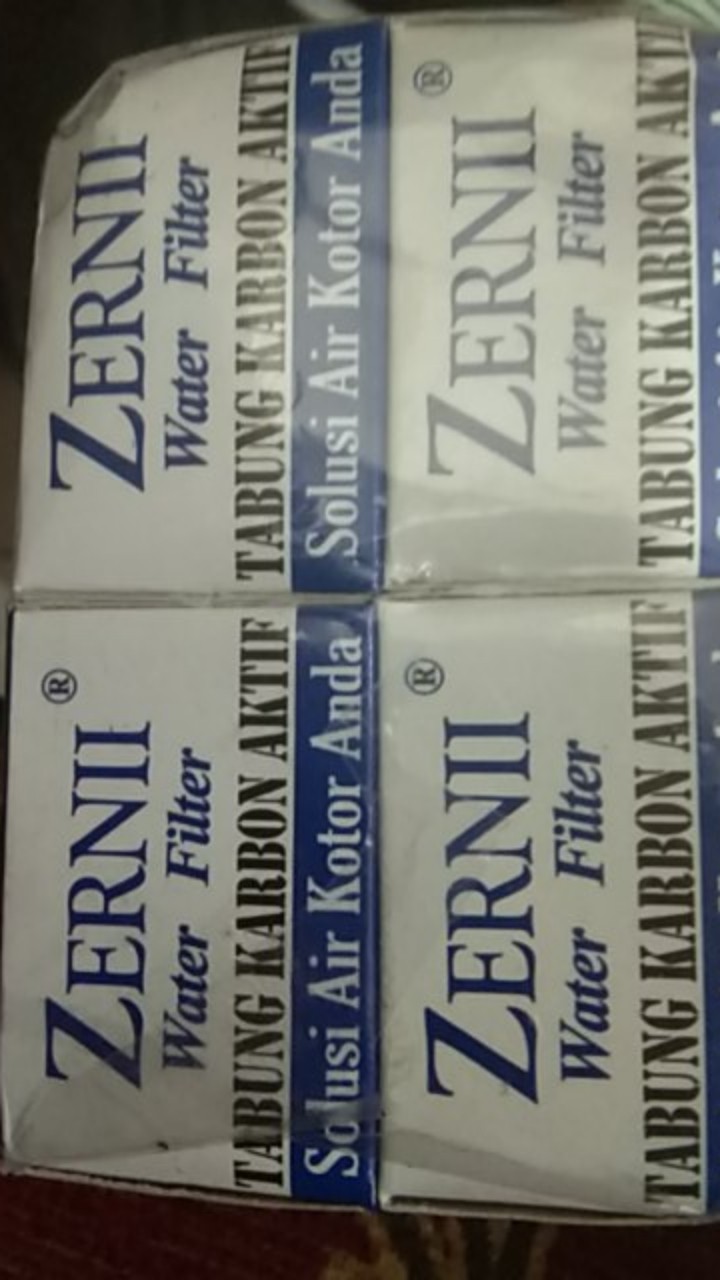 ZERNII
Water Filter
TABUNG KARBON AKTIF
Solusi Air Kotor Anda
ZERNII ®
Water Filter
TABUNG KARBON AKTIF
Solusi Air Kotor Anda
ZERNII ®
Water Filter
TABUNG KARBON AKTI
ZERNII ®
Water Filter
TABUNG KARBON AKTIF